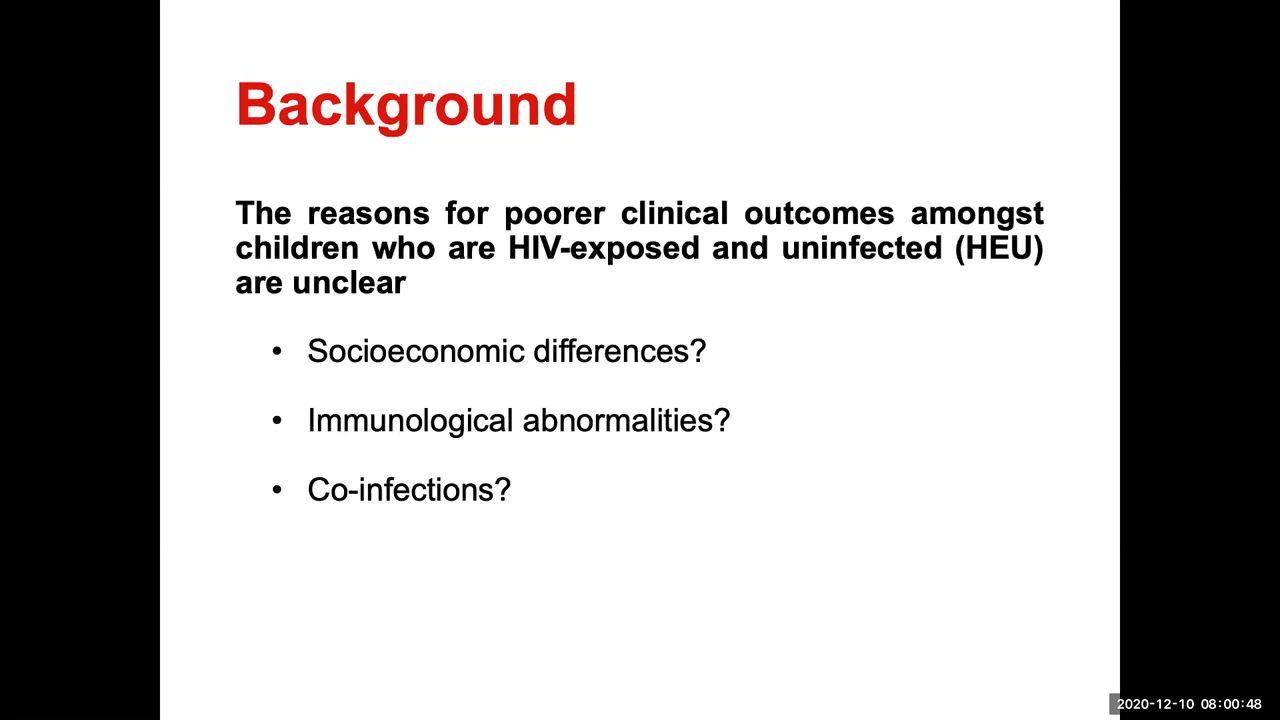 Background
The reasons for poorer clinical outcomes amongst
children who are HIV-exposed and uninfected (HEU)
are unclear
• Socioeconomic differences?
• Immunological abnormalities?
• Co-infections?
2020-12-10 08:00:48